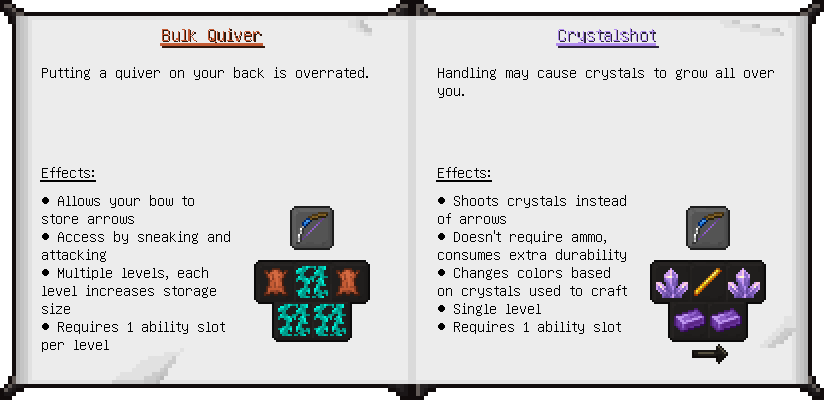 Bulk Quiver
Putting a quiver on your back is overrated.
Effects:
• Allows your bow to
store arrows
• Access by sneaking and
attacking
• Multiple levels, each
level increases storage
size
• Requires 1 ability slot
per level
Crystalshot
Handling may cause crystals to grow all over
you.
Effects:
• Shoots crystals instead
of arrows
• Doesn't require ammo,
consumes extra durability
• Changes colors based
on crystals used to craft
• Single level
• Requires 1 ability slot